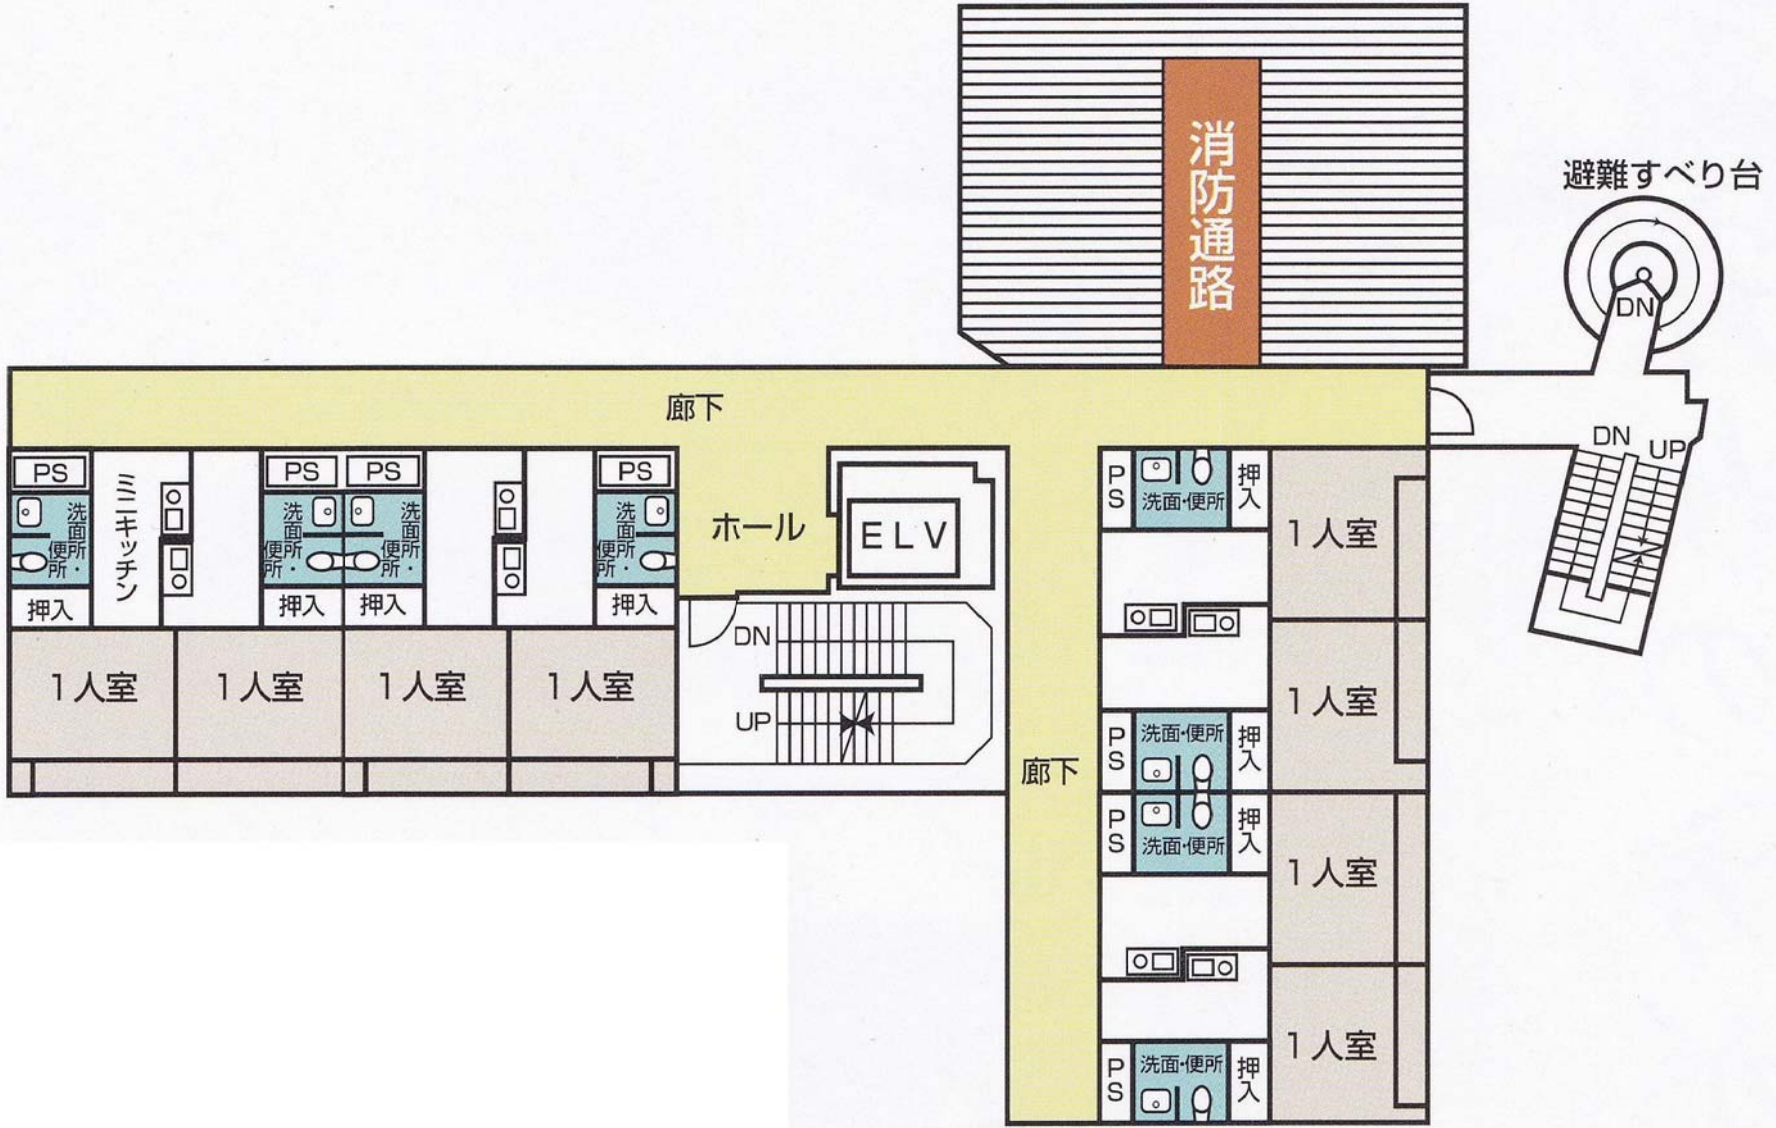 消防通路
避難すべり台
DN
廊下
DN
UP
PS
ミニキッチン
PS
PS
PS
洗面所・便所
洗面所・便所
洗面所・便所
洗面所・便所
押入
押入
押入
押入
ホール
ELV
PS
洗面・便所
押入
1人室
1人室
1人室
1人室
1人室
DN
UP
1人室
PS
洗面・便所
押入
廊下
PS
洗面・便所
押入
1人室
1人室
PS
洗面・便所
押入